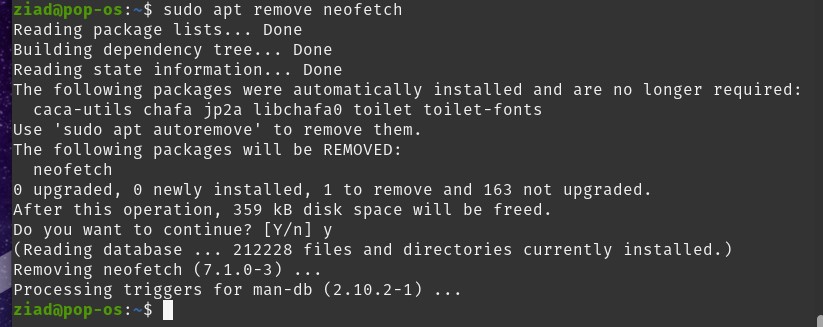 ziad@pop-os:~$ sudo apt remove neofetch
Reading package lists... Done
Building dependency tree... Done
Reading state information... Done
The following packages were automatically installed and are no longer required:
  caca-utils chafa jp2a libchafa0 toilet toilet-fonts
Use 'sudo apt autoremove' to remove them.
The following packages will be REMOVED:
  neofetch
0 upgraded, 0 newly installed, 1 to remove and 163 not upgraded.
After this operation, 359 kB disk space will be freed.
Do you want to continue? [Y/n] y
(Reading database ... 212228 files and directories currently installed.)
Removing neofetch (7.1.0-3) ...
Processing triggers for man-db (2.10.2-1) ...
ziad@pop-os:~$